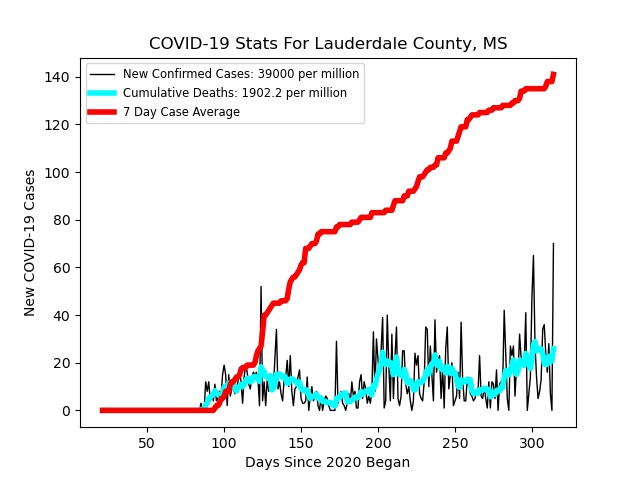 COVID-19 Stats For Lauderdale County, MS
New Confirmed Cases: 39000 per million
Cumulative Deaths: 1902.2 per million
7 Day Case Average
New COVID-19 Cases
140
120
100
80
60
40
20
0
50 100 150 200 250 300
Days Since 2020 Began